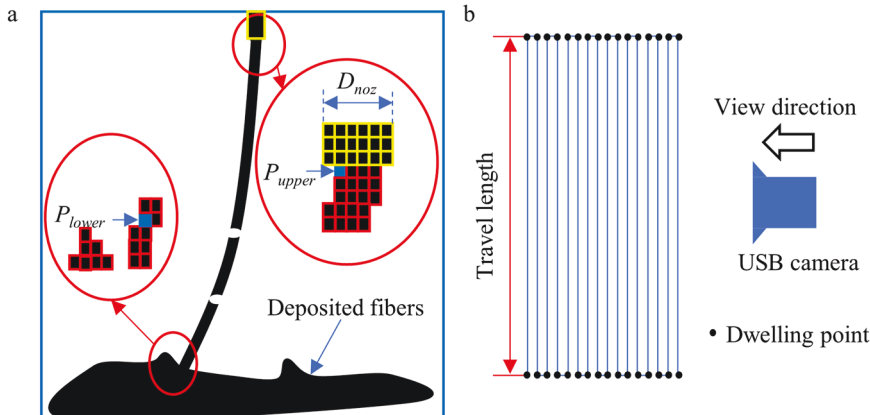 a
D_noz
P_upper
P_lower
Deposited fibers
b
Travel length
View direction
USB camera
Dwelling point